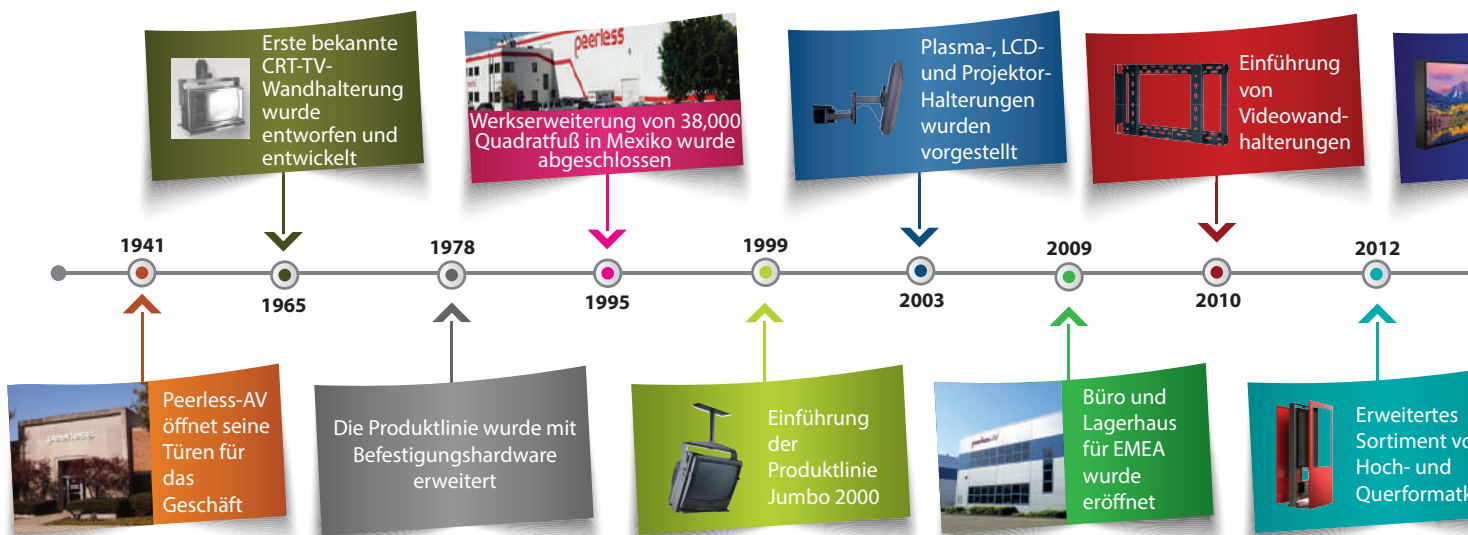 Erste bekannte
CRT-TV-
Wandhalterung
wurde
entworfen und
entwickelt
peerless
Werkserweiterung von 38,000
Quadratfuß in Mexiko wurde
abgeschlossen
Plasma-, LCD-
und Projektor-
Halterungen
wurden
vorgestellt
Einführung
von
Videowand-
halterungen
1941
1965
1978
1995
1999
2003
2009
2010
2012
peerless
Peerless-AV
öffnet seine
Türen für
das
Geschäft
Die Produktlinie wurde mit
Befestigungshardware
erweitert
Einführung
der
Produktlinie
Jumbo 2000
peerless-AV
Büro und
Lagerhaus
für EMEA
wurde
eröffnet
Erweitertes
Sortiment
Hoch- und